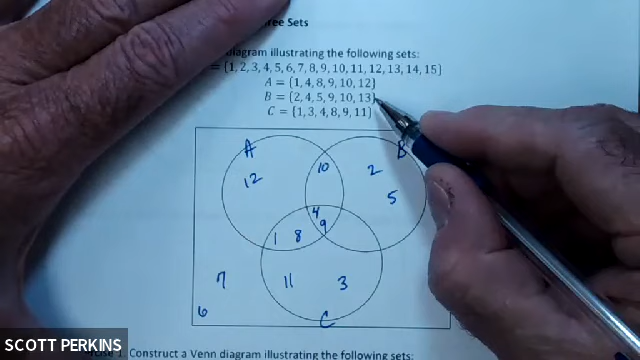 ree Sets
diagram illustrating the following sets:
= {1, 2, 3, 4, 5, 6, 7, 8, 9, 10, 11, 12, 13, 14, 15}
A = {1, 4, 8, 9, 10, 12}
B = {2, 4, 5, 9, 10, 13}
C = {1, 3, 4, 8, 9, 11}
A
B
10
2
12
5
4
9
1
8
7
11
3
6
C
1. Construct a Venn diagram illustrating the following sets:
SCOTT PERKINS